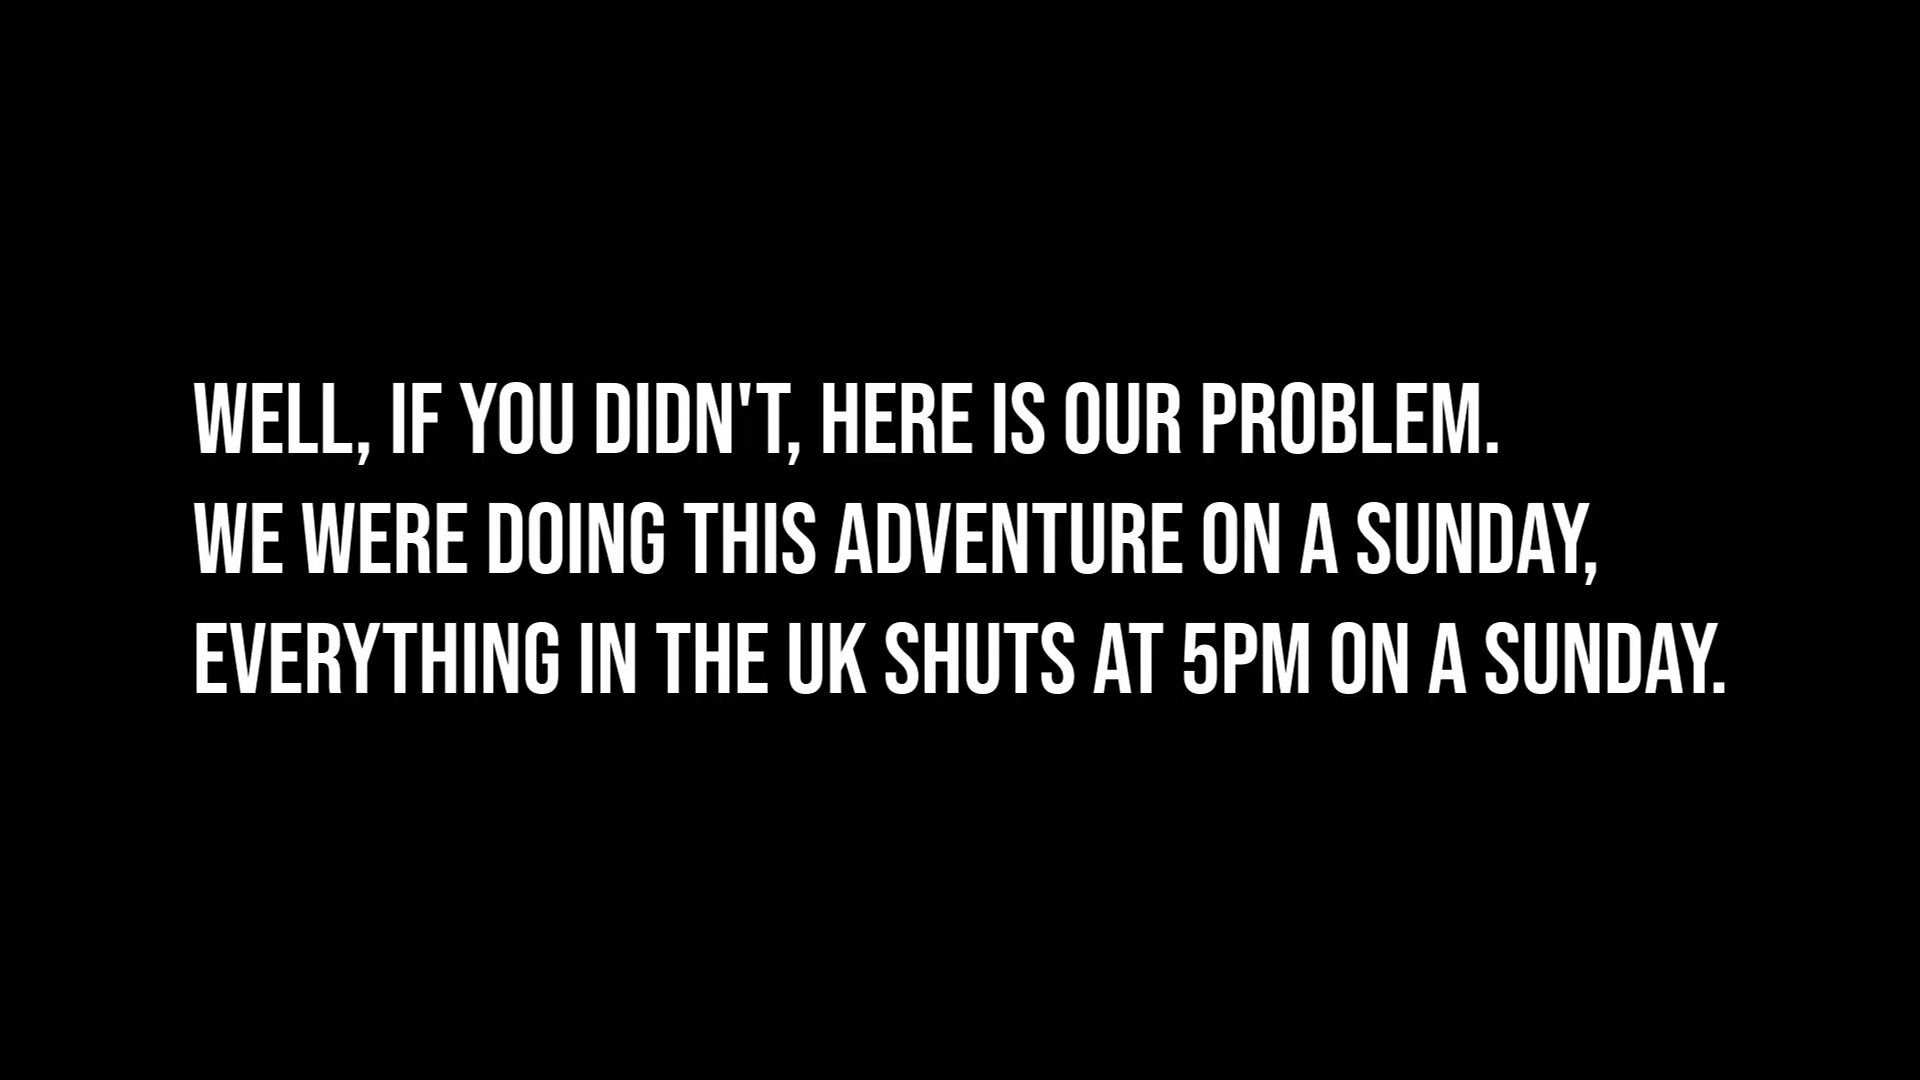 WELL, IF YOU DIDN'T, HERE IS OUR PROBLEM.
WE WERE DOING THIS ADVENTURE ON A SUNDAY,
EVERYTHING IN THE UK SHUTS AT 5PM ON A SUNDAY.